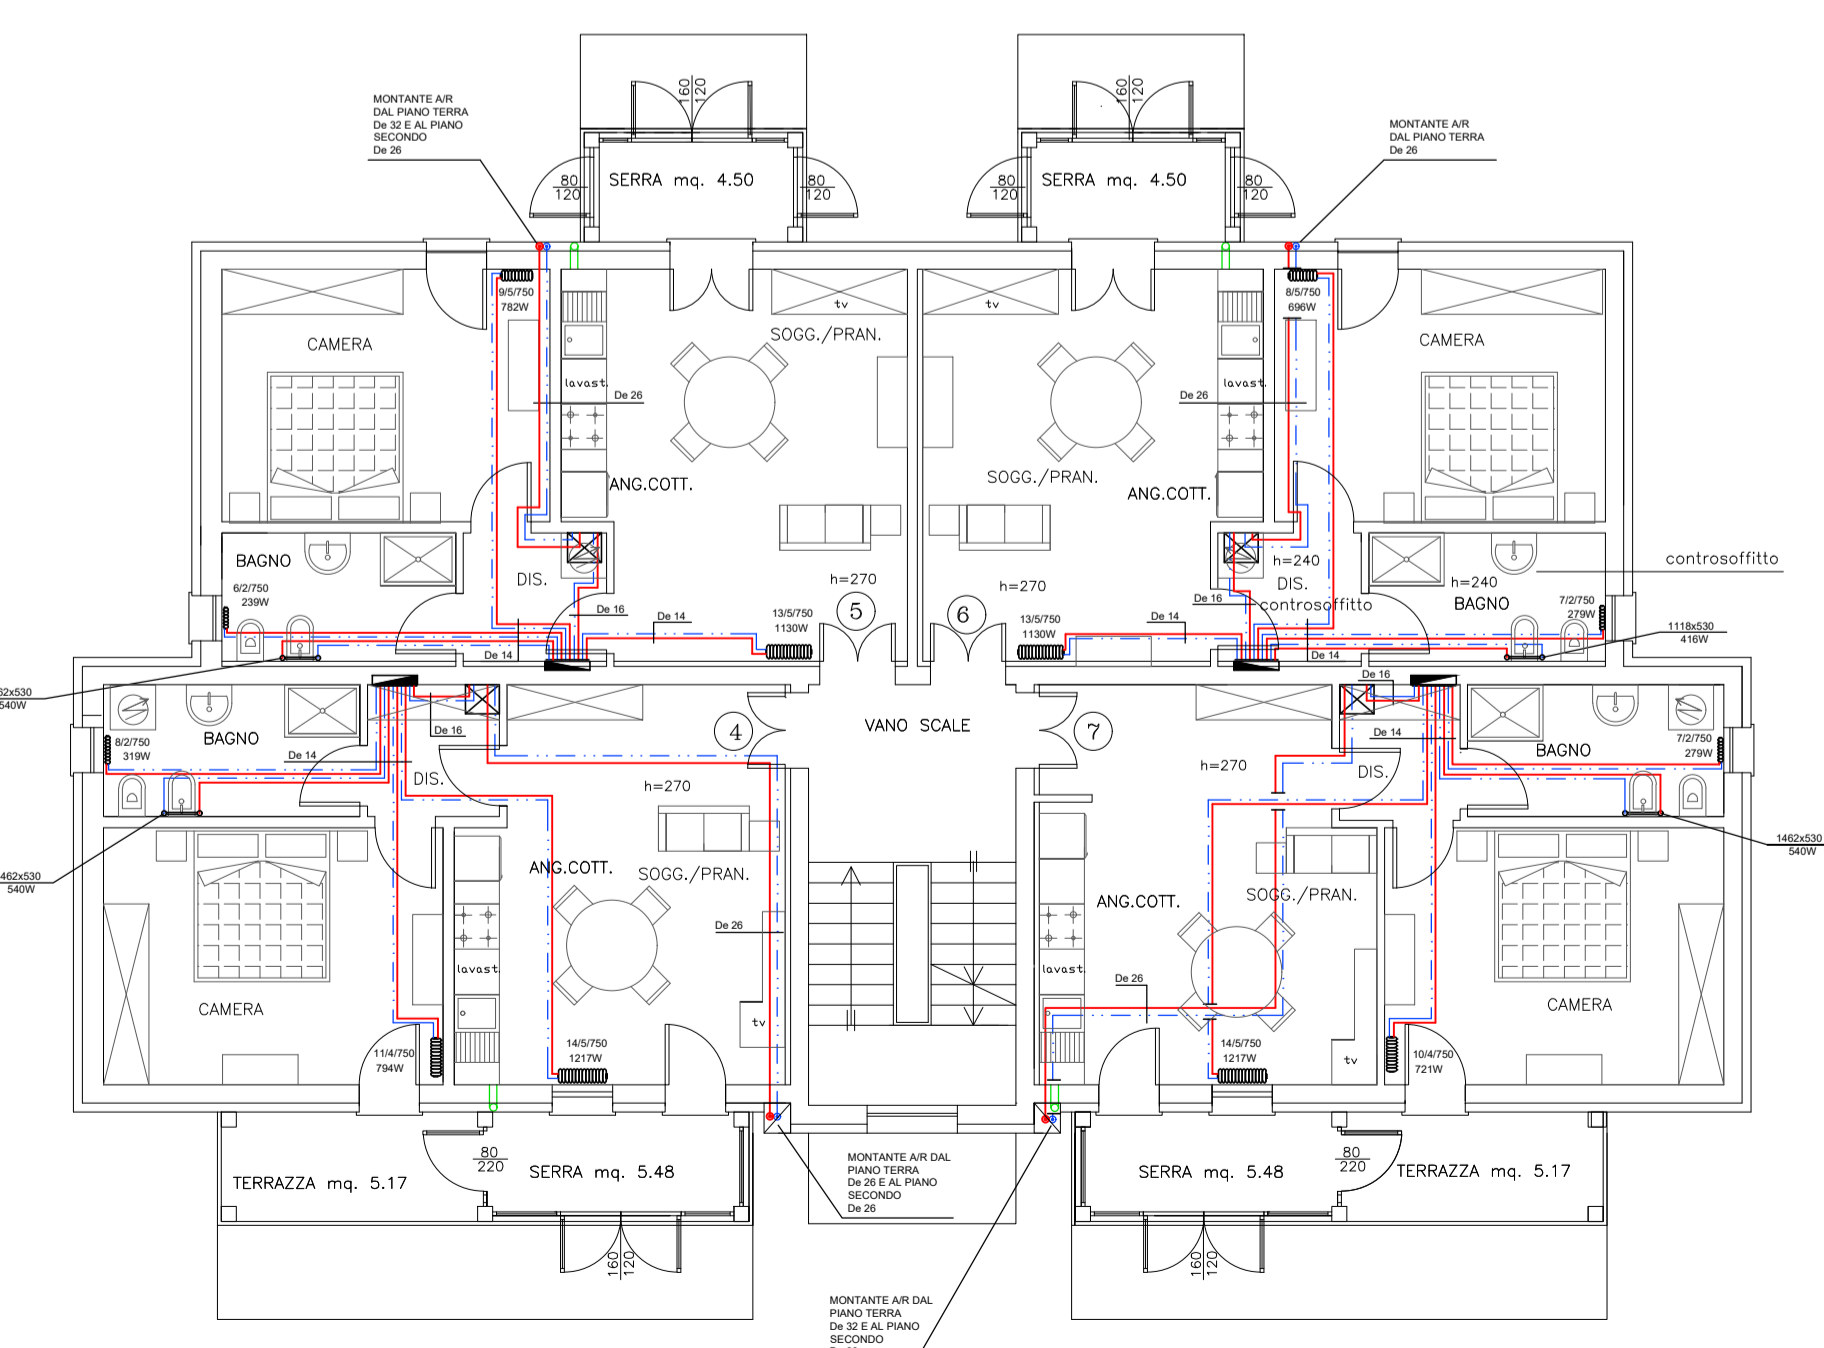 MONTANTE A/R
DAL PIANO TERRA
De 32 E AL PIANO
SECONDO
De 26
160
120
SERRA mq. 4.50
80
120
80
120
160
120
SERRA mq. 4.50
80
120
80
120
MONTANTE A/R
DAL PIANO TERRA
De 26
9/5/750
782W
CAMERA
tv
SOGG./PRAN.
lavast.
De 26
ANG.COTT.
tv
SOGG./PRAN.
lavast.
De 26
ANG.COTT.
8/5/750
696W
CAMERA
BAGNO
6/2/750
239W
DIS.
De 16
De 14
De 14
h=270
13/5/750
1130W
5
6
h=270
13/5/750
1130W
De 14
De 16
h=240
DIS.
controsoffitto
De 14
h=240
BAGNO
controsoffitto
7/2/750
279W
1118x530
416W
62x530
540W
BAGNO
8/2/750
319W
De 14
De 16
DIS.
4
VANO SCALE
7
h=270
h=270
De 16
De 14
DIS.
BAGNO
7/2/750
279W
1462x530
540W
462x530
540W
ANG.COTT.
SOGG./PRAN.
De 26
lavast.
tv
CAMERA
11/4/750
794W
14/5/750
1217W
ANG.COTT.
SOGG./PRAN.
De 26
lavast.
tv
14/5/750
1217W
10/4/750
721W
CAMERA
TERRAZZA mq. 5.17
80
220
SERRA mq. 5.48
160
120
MONTANTE A/R DAL
PIANO TERRA
De 26 E AL PIANO
SECONDO
De 26
SERRA mq. 5.48
80
220
TERRAZZA mq. 5.17
160
120
MONTANTE A/R DAL
PIANO TERRA
De 32 E AL PIANO
SECONDO